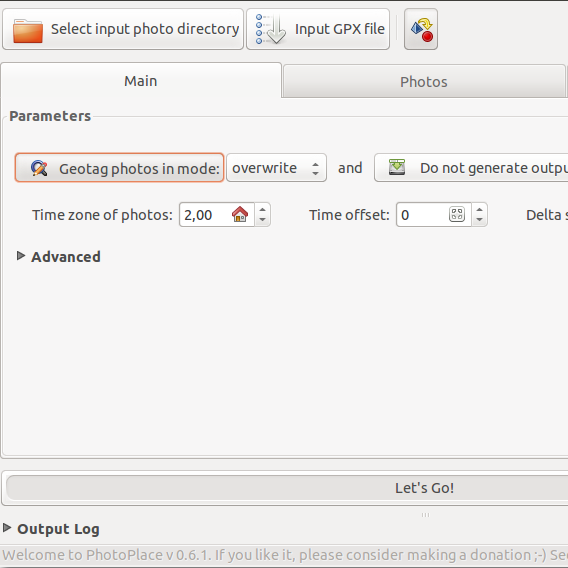 Select input photo directory Input GPX file
Main Photos
Parameters
Geotag photos in mode: overwrite and Do not generate outpu
Time zone of photos: 2,00 Time offset: 0 Delta s
Advanced
Let's Go!
Output Log
Welcome to PhotoPlace v 0.6.1. If you like it, please consider making a donation ;-) See